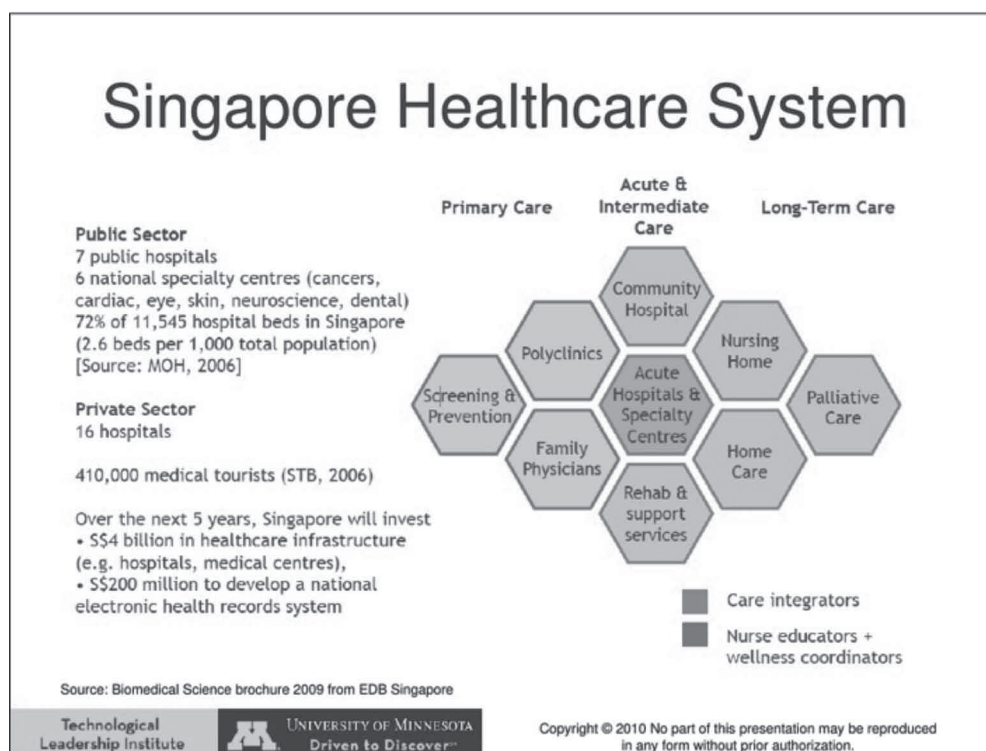 Singapore Healthcare System
Public Sector
7 public hospitals
6 national specialty centres (cancers,
cardiac, eye, skin, neuroscience, dental)
72% of 11,545 hospital beds in Singapore
(2.6 beds per 1,000 total population)
[Source: MOH, 2006]
Private Sector
16 hospitals
410,000 medical tourists (STB, 2006)
Over the next 5 years, Singapore will invest
• S$4 billion in healthcare infrastructure
(e.g. hospitals, medical centres),
• S$200 million to develop a national
electronic health records system
Primary Care
Acute &
Intermediate
Care
Long-Term Care
Screening &
Prevention
Polyclinics
Family
Physicians
Community
Hospital
Acute
Hospitals &
Specialty
Centres
Rehab &
support
services
Nursing
Home
Home
Care
Palliative
Care
Care integrators
Nurse educators +
wellness coordinators
Source: Biomedical Science brochure 2009 from EDB Singapore
Technological
Leadership Institute
UNIVERSITY OF MINNESOTA
Driven to Discover℠
Copyright © 2010 No part of this presentation may be reproduced
in any form without prior authorization